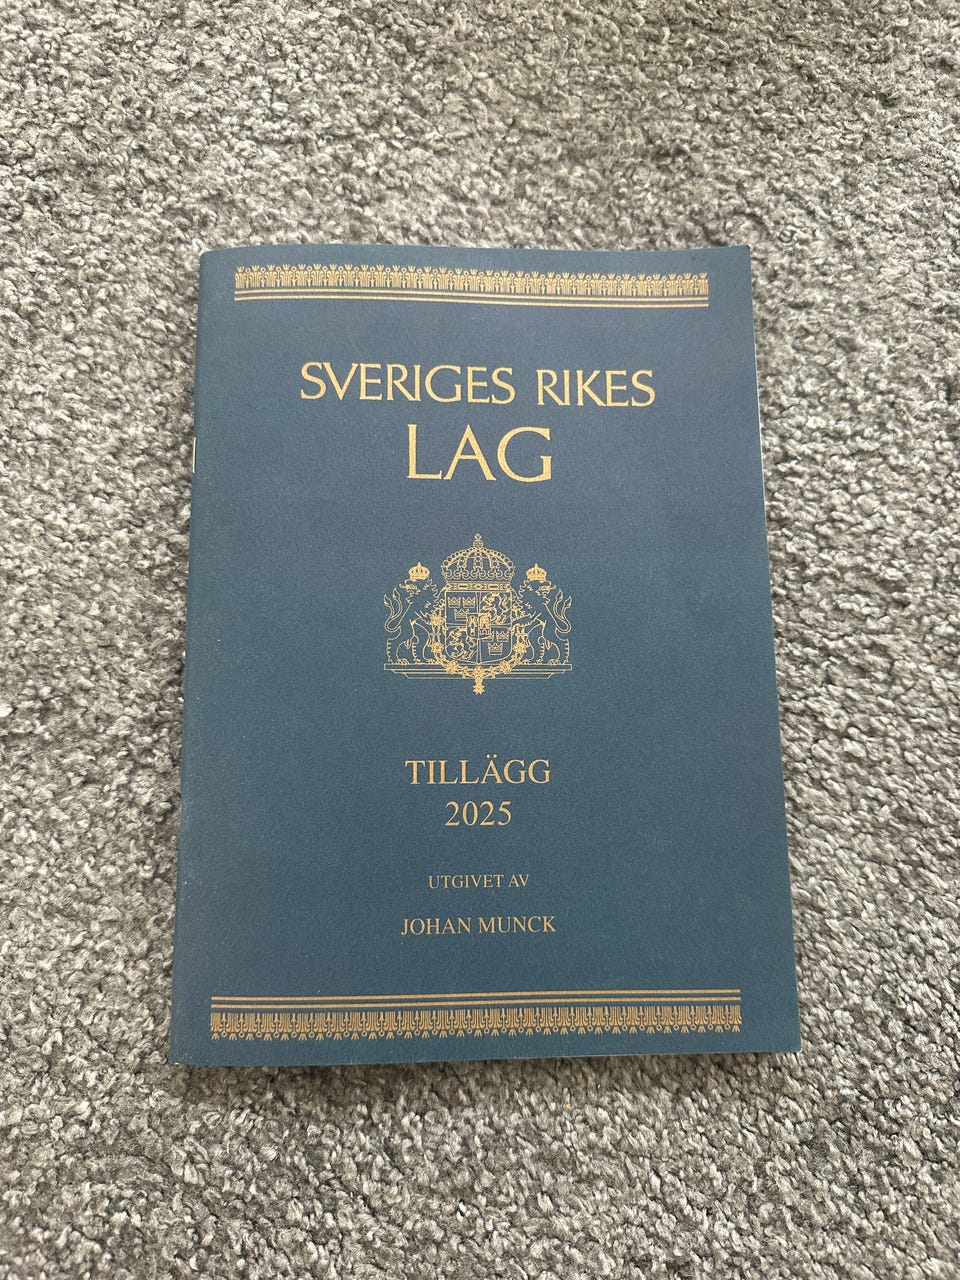 SVERIGES RIKES
LAG
TILLÄGG
2025
UTGIVET AV
JOHAN MUNCK